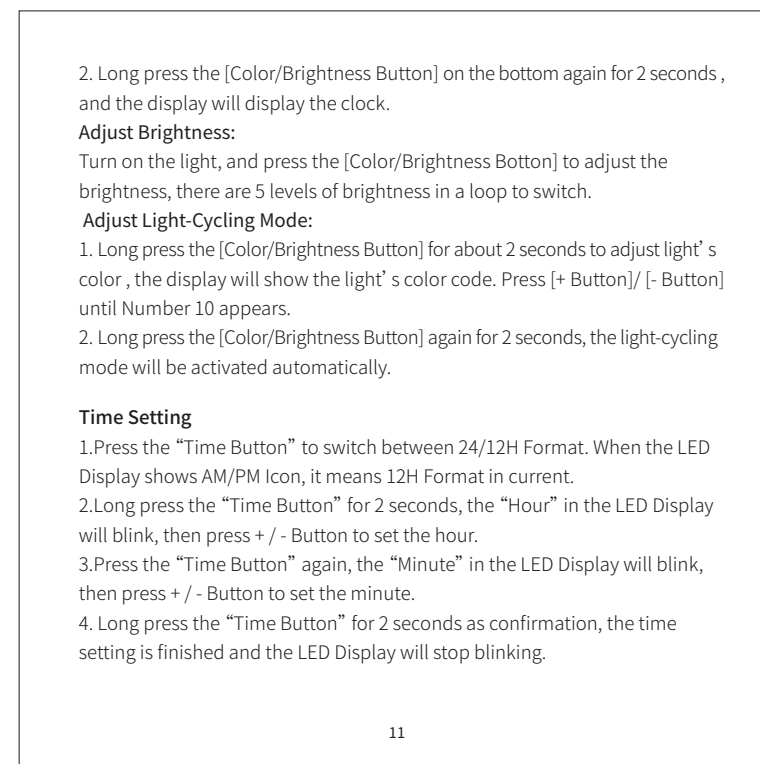 2. Long press the [Color/Brightness Button] on the bottom again for 2 seconds ,
and the display will display the clock.
Adjust Brightness:
Turn on the light, and press the [Color/Brightness Botton] to adjust the
brightness, there are 5 levels of brightness in a loop to switch.
Adjust Light-Cycling Mode:
1. Long press the [Color/Brightness Button] for about 2 seconds to adjust light’s
color , the display will show the light’s color code. Press [+ Button]/ [- Button]
until Number 10 appears.
2. Long press the [Color/Brightness Button] again for 2 seconds, the light-cycling
mode will be activated automatically.
Time Setting
1.Press the “Time Button” to switch between 24/12H Format. When the LED
Display shows AM/PM Icon, it means 12H Format in current.
2.Long press the “Time Button” for 2 seconds, the “Hour” in the LED Display
will blink, then press + / - Button to set the hour.
3.Press the “Time Button” again, the “Minute” in the LED Display will blink,
then press + / - Button to set the minute.
4. Long press the “Time Button” for 2 seconds as confirmation, the time
setting is finished and the LED Display will stop blinking.
11